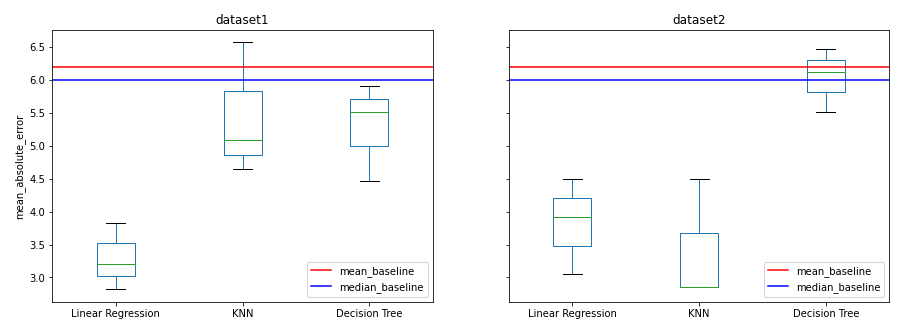 dataset1
dataset2
mean_absolute_error
6.5
6.0
5.5
5.0
4.5
4.0
3.5
3.0
mean_baseline
median_baseline
mean_baseline
median_baseline
Linear Regression
KNN
Decision Tree
Linear Regression
KNN
Decision Tree